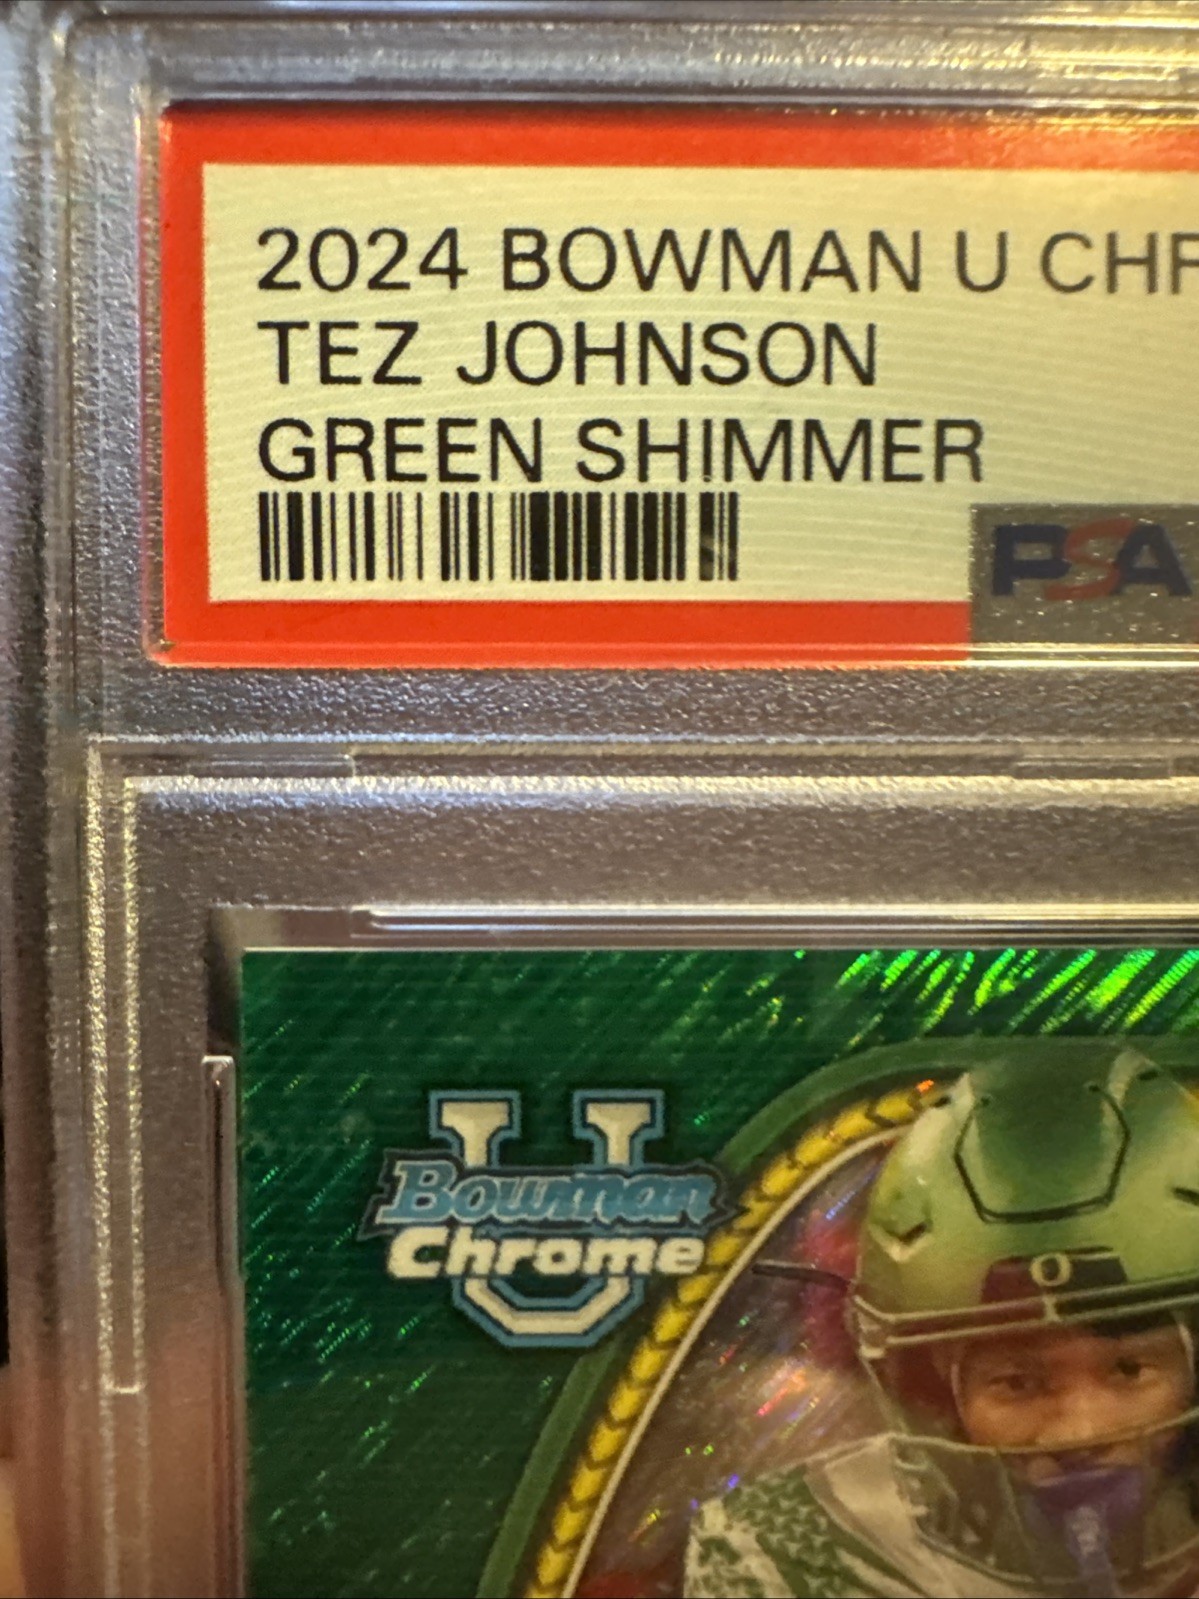 2024 BOWMAN U CHR
TEZ JOHNSON
GREEN SHIMMER
PSA
U
Bowman
Chrome
O